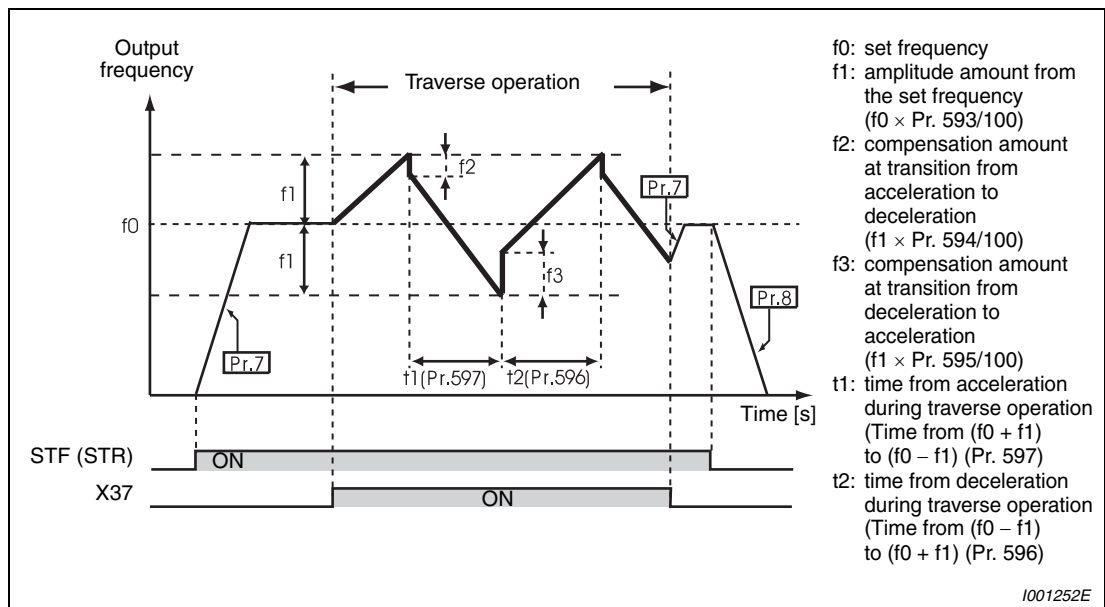 Output
frequency
Traverse operation
f2
f1
f0
f1
f3
Pr.7
Pr.7
Pr.8
t1(Pr.597)
t2(Pr.596)
Time [s]
STF (STR)
ON
X37
ON
f0: set frequency
f1: amplitude amount from
the set frequency
(f0 × Pr. 593/100)
f2: compensation amount
at transition from
acceleration to
deceleration
(f1 × Pr. 594/100)
f3: compensation amount
at transition from
deceleration to
acceleration
(f1 × Pr. 595/100)
t1: time from acceleration
during traverse operation
(Time from (f0 + f1)
to (f0 – f1) (Pr. 597)
t2: time from deceleration
during traverse operation
(Time from (f0 – f1)
to (f0 + f1) (Pr. 596)
I001252E